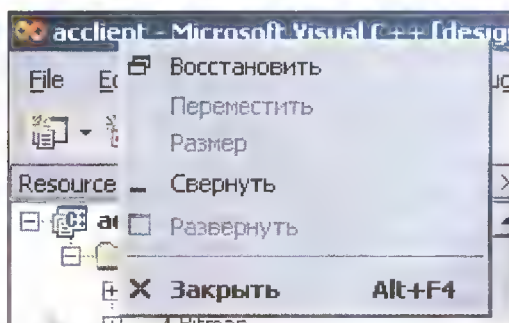 acclient - Microsoft Visual C++ [desig
File
Восстановить
Переместить
Размер
Resource
Свернуть
Развернуть
Закрыть Alt+F4